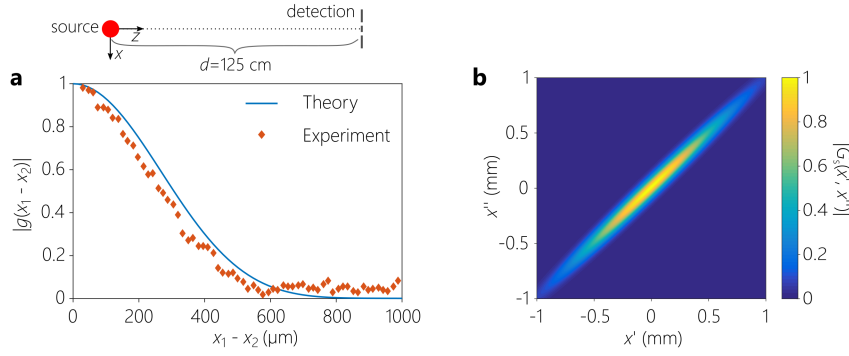 detection
source
z
x
d=125 cm
a
1
0.8
0.6
0.4
0.2
0
|g(x₁ - x₂)|
Theory
Experiment
0 200 400 600 800 1000
x₁ - x₂ (µm)
b
1
0.5
0
-0.5
-1
x'' (mm)
-1 -0.5 0 0.5 1
x' (mm)
1
0.8
0.6
0.4
0.2
0
|Gₛ(x', x'')|